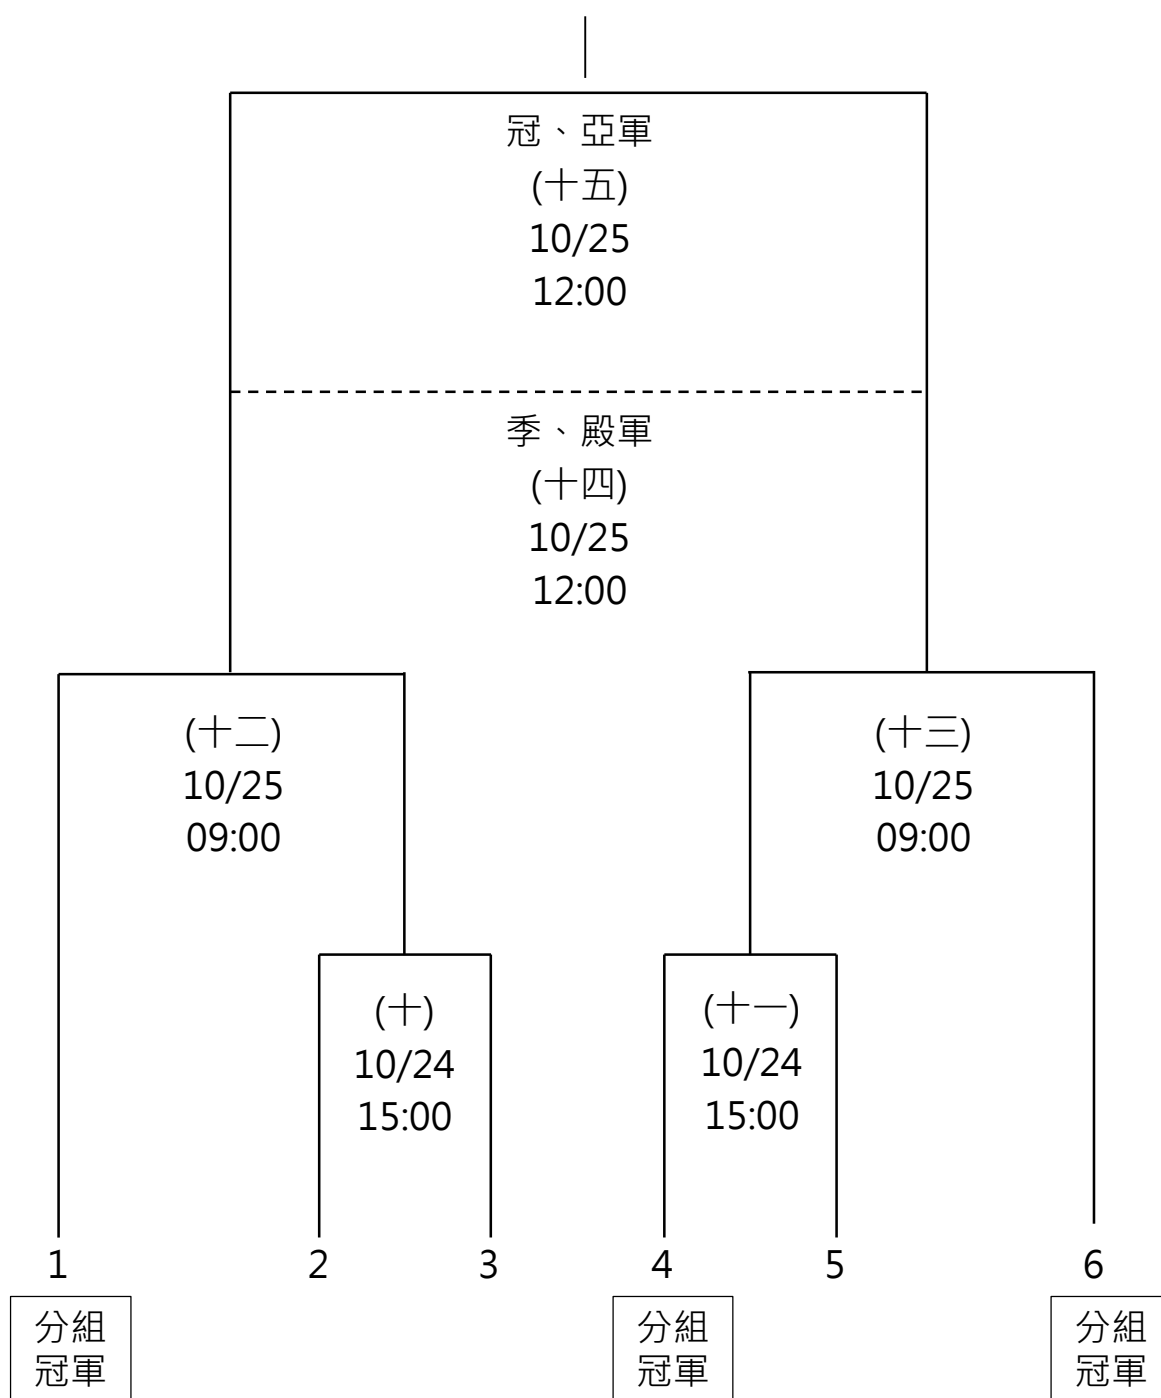 冠、亞軍
(十五)
10/25
12:00
季、殿軍
(十四)
10/25
12:00
(十二)
10/25
09:00
(十三)
10/25
09:00
(十)
10/24
15:00
(十一)
10/24
15:00
1
2
3
4
5
6
分組
冠軍
分組
冠軍
分組
冠軍